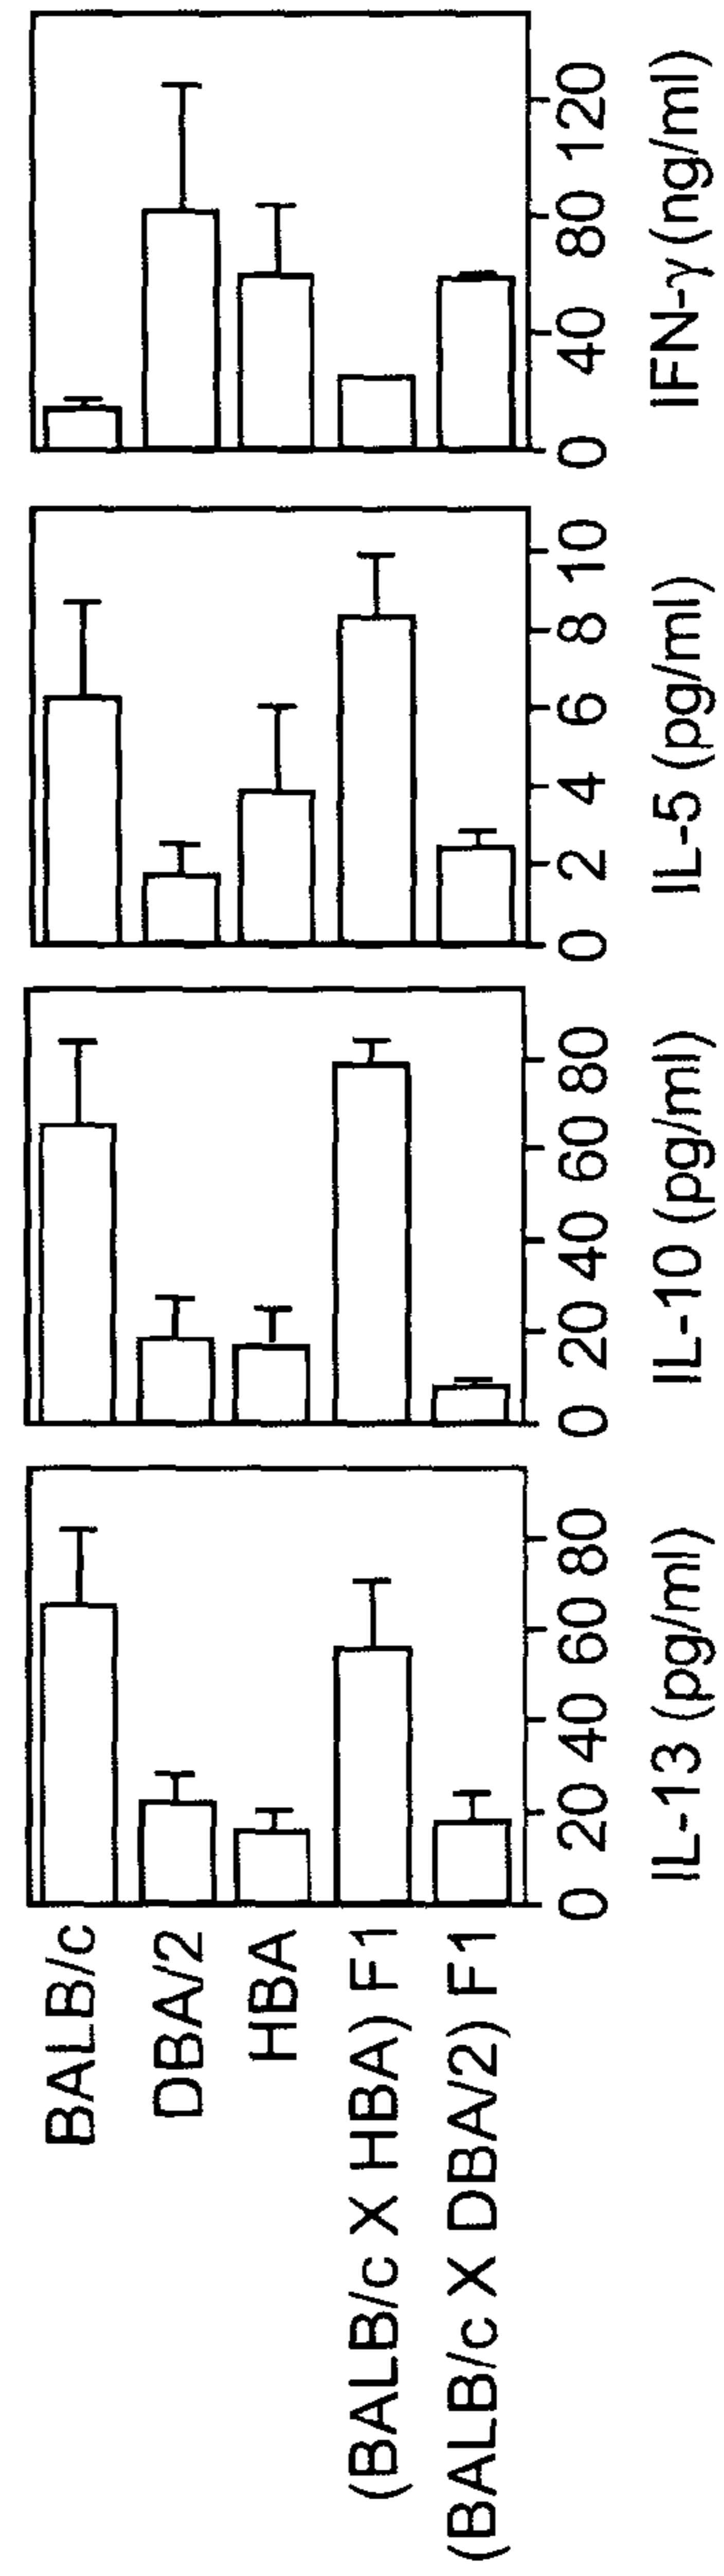 BALB/c
DBA/2
HBA
(BALB/c X HBA) F1
(BALB/c X DBA/2) F1
0 20 40 60 80
IL-13 (pg/ml)
0 20 40 60 80
IL-10 (pg/ml)
0 2 4 6 8 10
IL-5 (pg/ml)
0 40 80 120
IFN-γ (ng/ml)